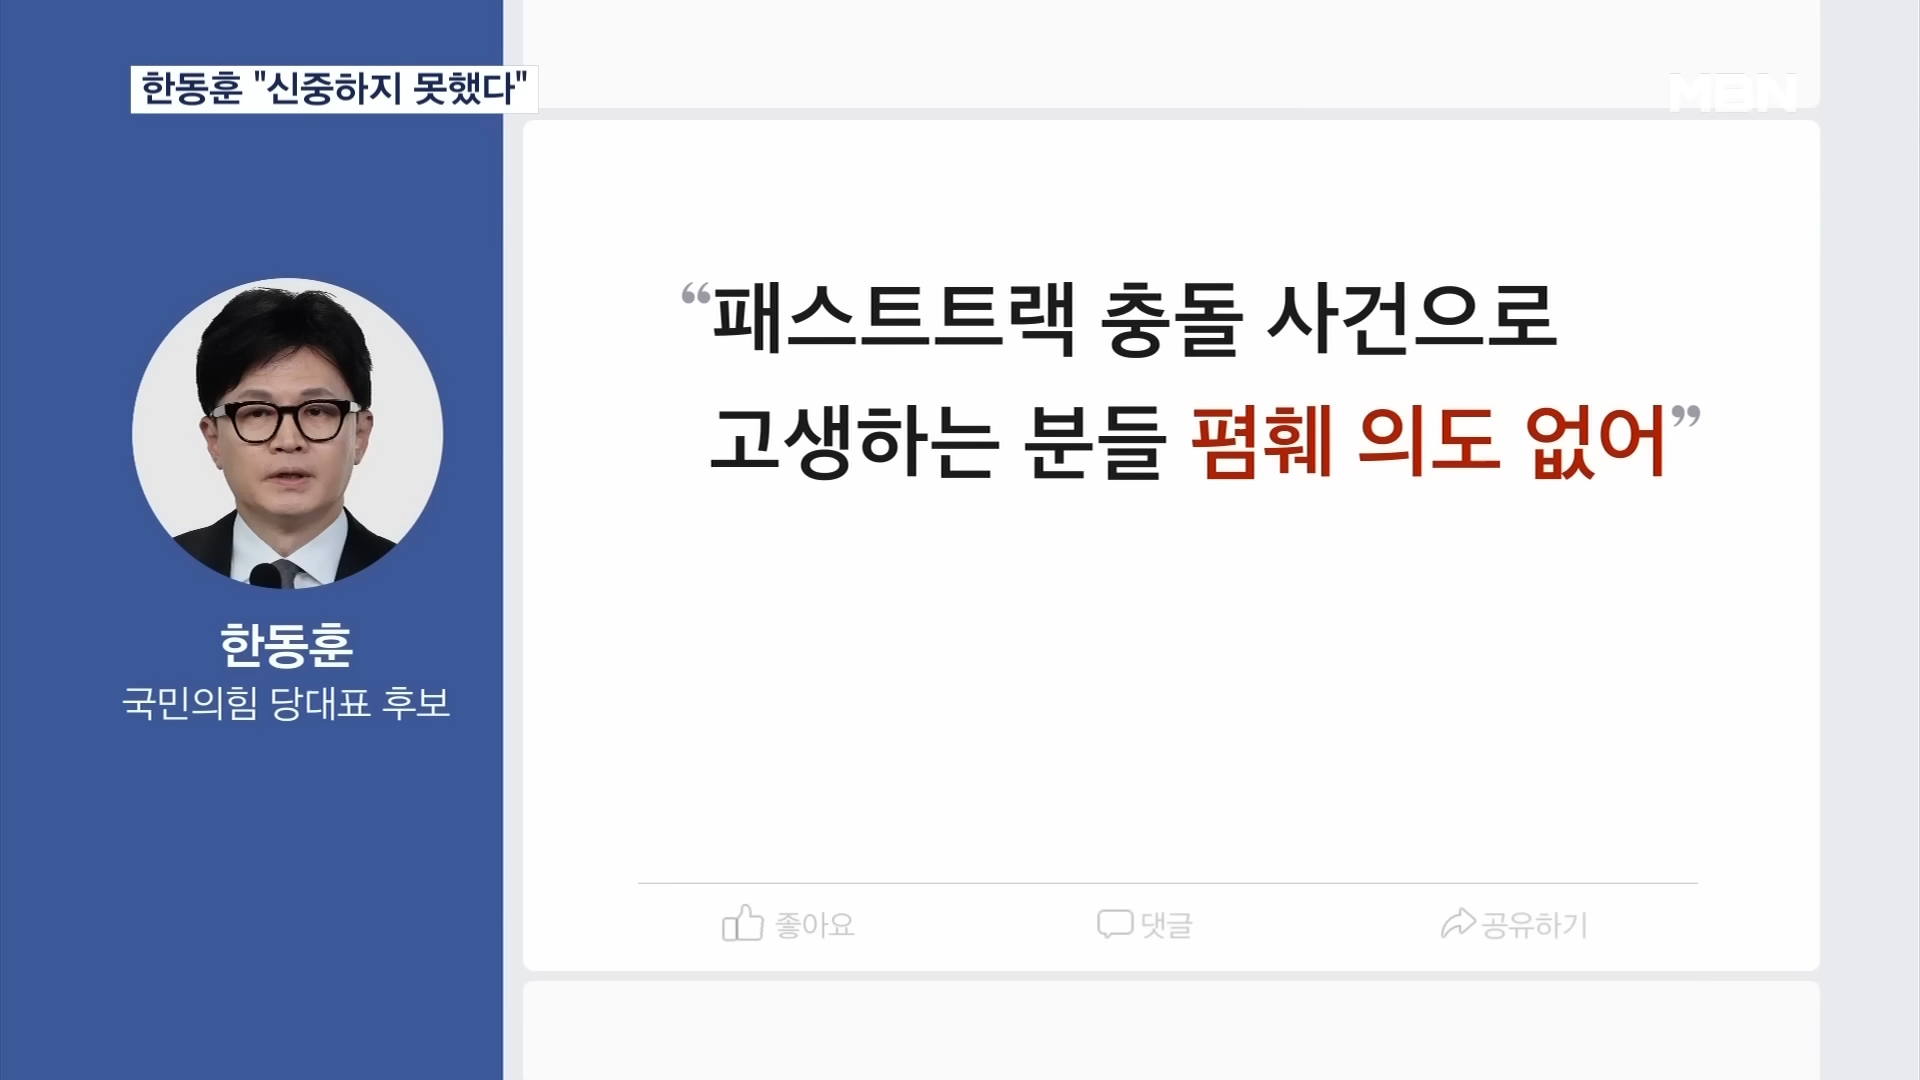 한동훈 "신중하지 못했다"
MBN
“패스트트랙 충돌 사건으로
고생하는 분들 폄훼 의도 없어”
한동훈
국민의힘 당대표 후보
좋아요 댓글 공유하기